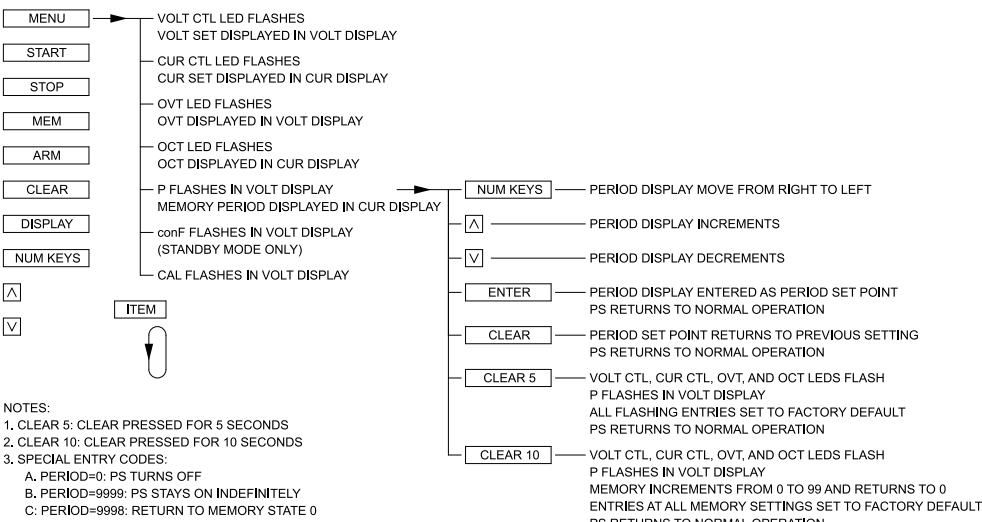 MENU
START
STOP
MEM
ARM
CLEAR
DISPLAY
NUM KEYS
VOLT CTL LED FLASHES
VOLT SET DISPLAYED IN VOLT DISPLAY
CUR CTL LED FLASHES
CUR SET DISPLAYED IN CUR DISPLAY
OVT LED FLASHES
OVT DISPLAYED IN VOLT DISPLAY
OCT LED FLASHES
OCT DISPLAYED IN CUR DISPLAY
P FLASHES IN VOLT DISPLAY
MEMORY PERIOD DISPLAYED IN CUR DISPLAY
conF FLASHES IN VOLT DISPLAY
(STANDBY MODE ONLY)
CAL FLASHES IN VOLT DISPLAY
ITEM
NUM KEYS PERIOD DISPLAY MOVE FROM RIGHT TO LEFT
PERIOD DISPLAY INCREMENTS
PERIOD DISPLAY DECREMENTS
ENTER PERIOD DISPLAY ENTERED AS PERIOD SET POINT
PS RETURNS TO NORMAL OPERATION
CLEAR PERIOD SET POINT RETURNS TO PREVIOUS SETTING
PS RETURNS TO NORMAL OPERATION
CLEAR 5 VOLT CTL, CUR CTL, OVT, AND OCT LEDS FLASH
P FLASHES IN VOLT DISPLAY
ALL FLASHING ENTRIES SET TO FACTORY DEFAULT
PS RETURNS TO NORMAL OPERATION
CLEAR 10 VOLT CTL, CUR CTL, OVT, AND OCT LEDS FLASH
P FLASHES IN VOLT DISPLAY
MEMORY INCREMENTS FROM 0 TO 99 AND RETURNS TO 0
ENTRIES AT ALL MEMORY SETTINGS SET TO FACTORY DEFAULT
PS RETURNS TO NORMAL OPERATION
NOTES:
1. CLEAR 5: CLEAR PRESSED FOR 5 SECONDS
2. CLEAR 10: CLEAR PRESSED FOR 10 SECONDS
3. SPECIAL ENTRY CODES:
A. PERIOD=0: PS TURNS OFF
B. PERIOD=9999: PS STAYS ON INDEFINITELY
C: PERIOD=9998: RETURN TO MEMORY STATE 0